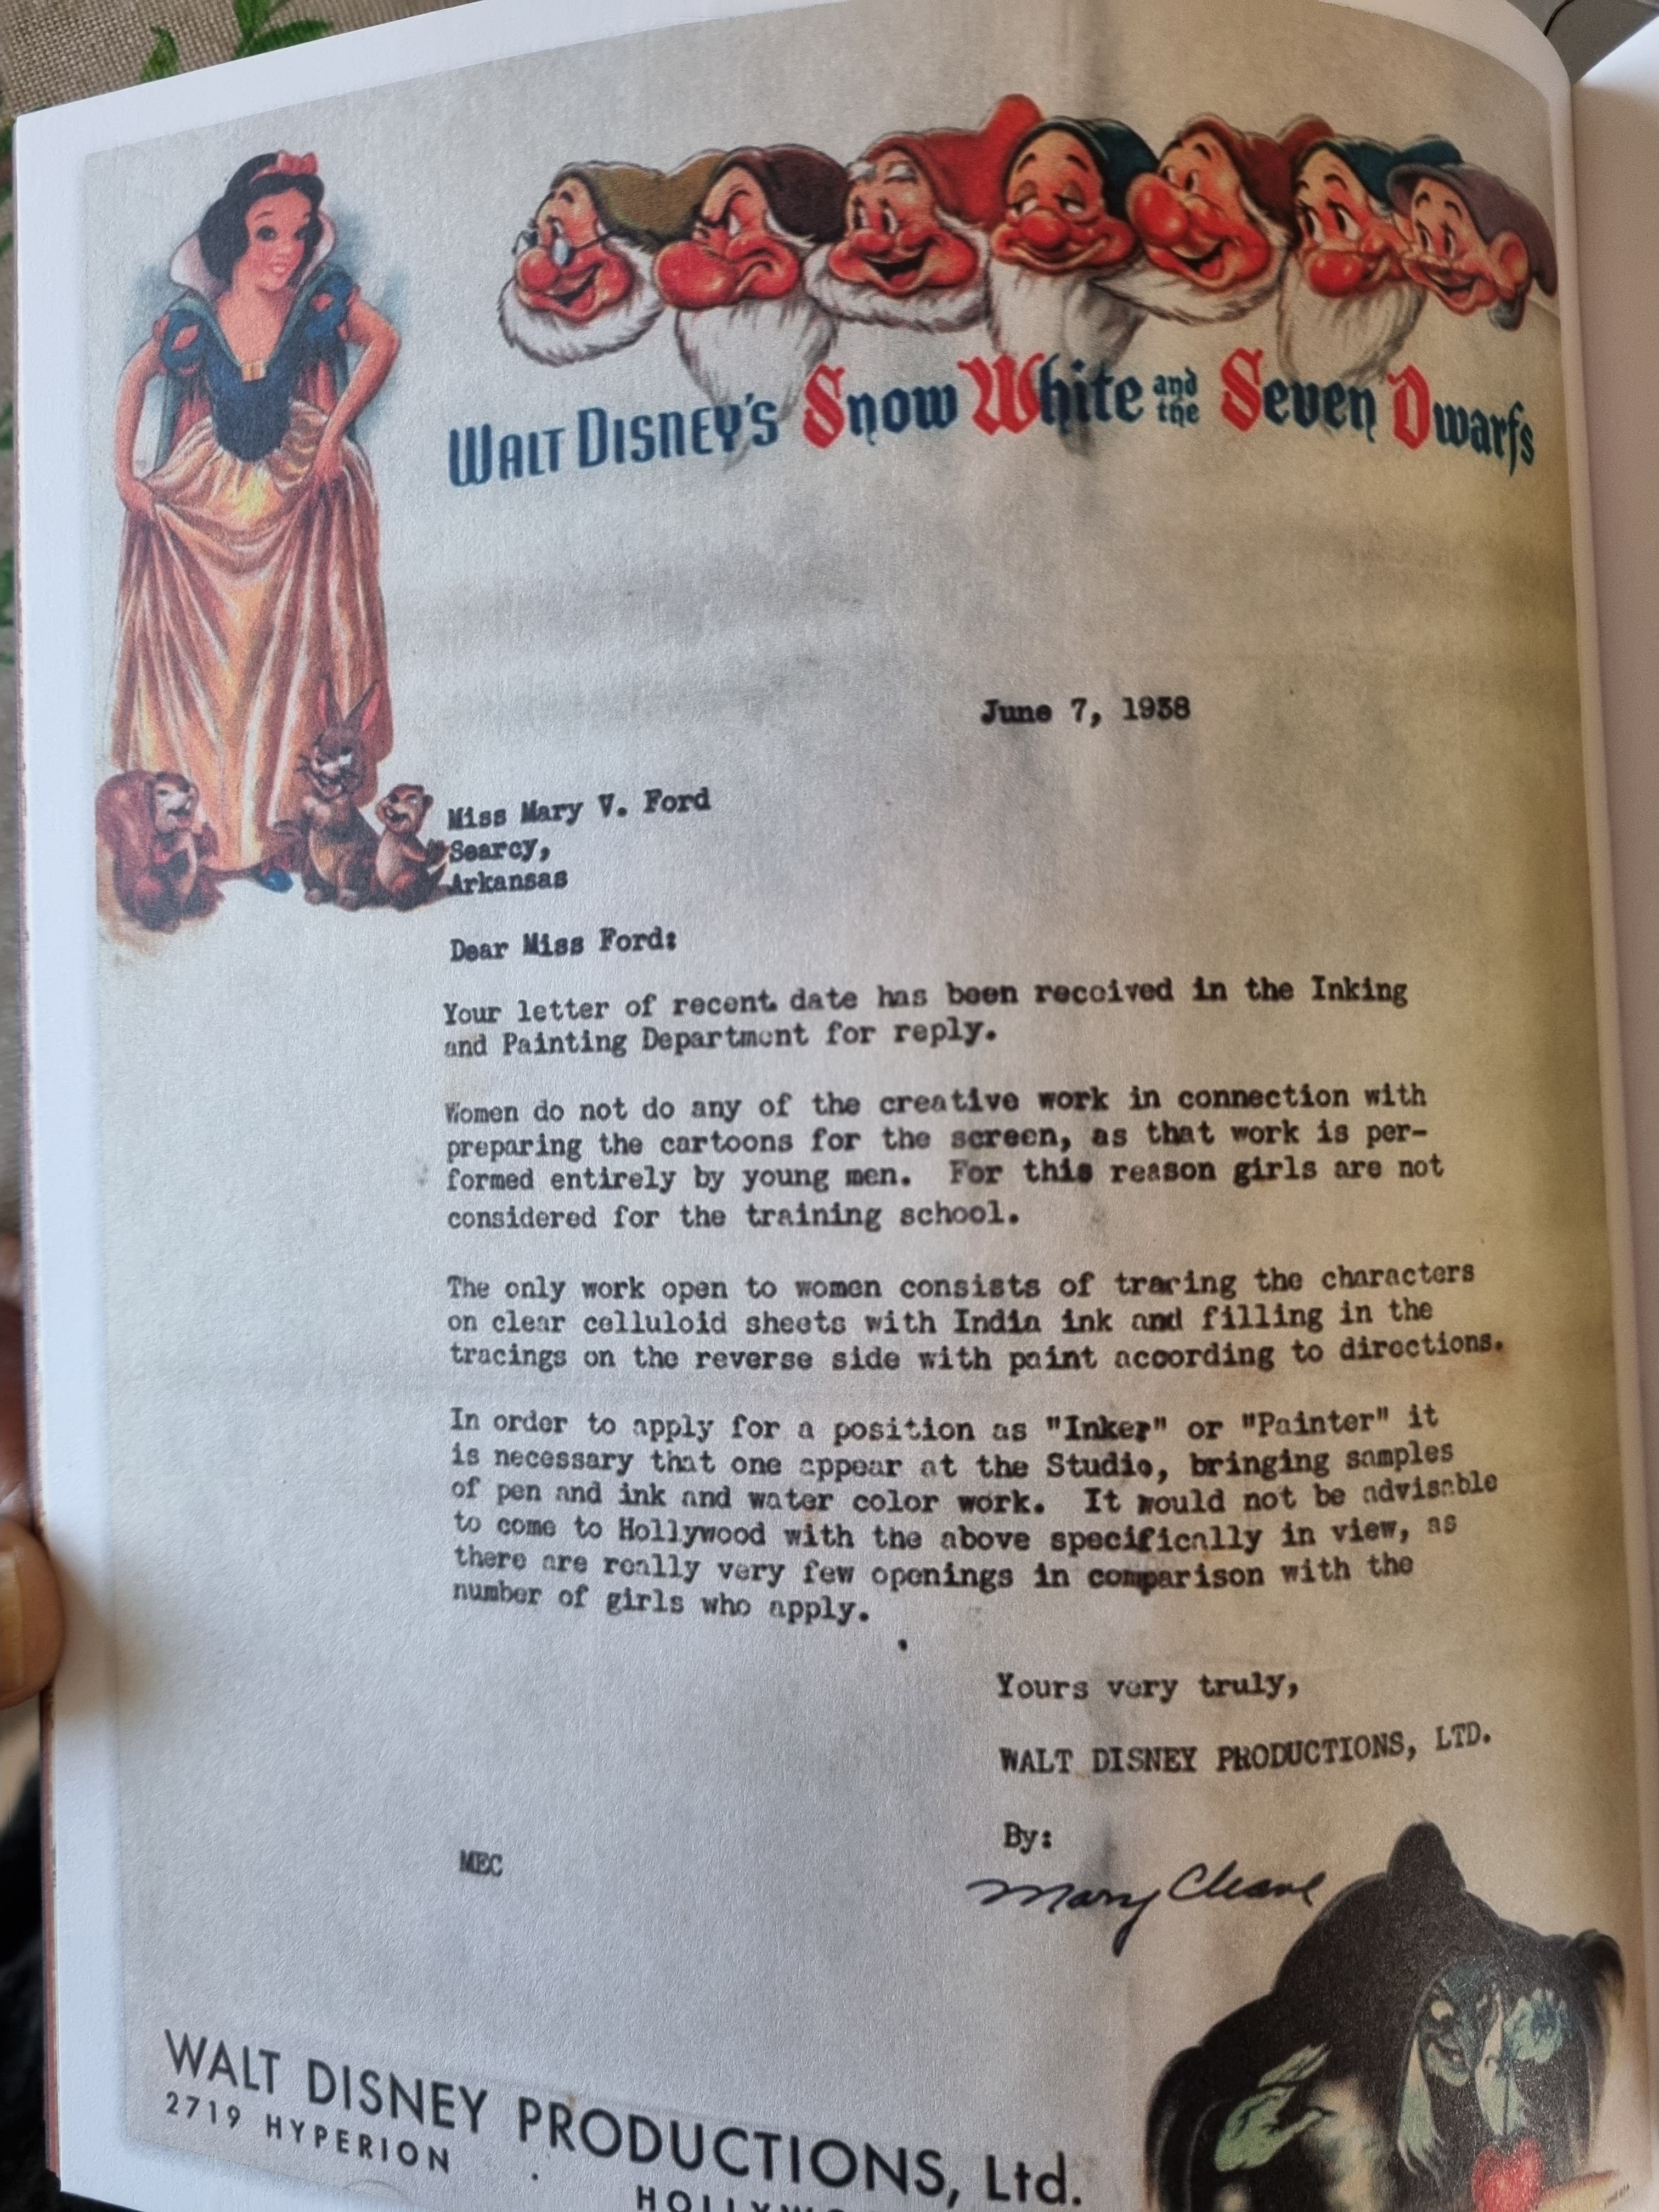 WALT DISNEY'S Snow White and the Seven Dwarfs
June 7, 1938
Miss Mary V. Ford
Searcy,
Arkansas
Dear Miss Ford:
Your letter of recent date has been received in the Inking
and Painting Department for reply.
Women do not do any of the creative work in connection with
preparing the cartoons for the screen, as that work is per-
formed entirely by young men. For this reason girls are not
considered for the training school.
The only work open to women consists of tracing the characters
on clear celluloid sheets with India ink and filling in the
tracings on the reverse side with paint according to directions.
In order to apply for a position as "Inker" or "Painter" it
is necessary that one appear at the Studio, bringing samples
of pen and ink and water color work. It would not be advisable
to come to Hollywood with the above specifically in view, as
there are really very few openings in comparison with the
number of girls who apply.
Yours very truly,
WALT DISNEY PRODUCTIONS, LTD.
By:
MEC
Mary Cleave
WALT DISNEY PRODUCTIONS, Ltd.
2719 HYPERION